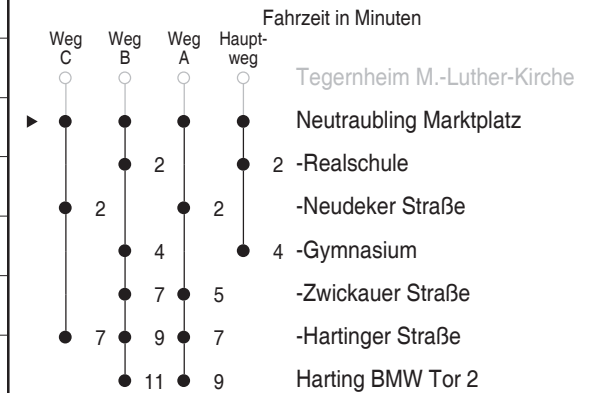 Fahrzeit in Minuten
Weg C Weg B Weg A Haupt-weg
Tegernheim M.-Luther-Kirche
Neutraubling Marktplatz
2 2 -Realschule
2 2 -Neudeker Straße
4 4 -Gymnasium
7 5 -Zwickauer Straße
7 9 7 -Hartinger Straße
11 9 Harting BMW Tor 2